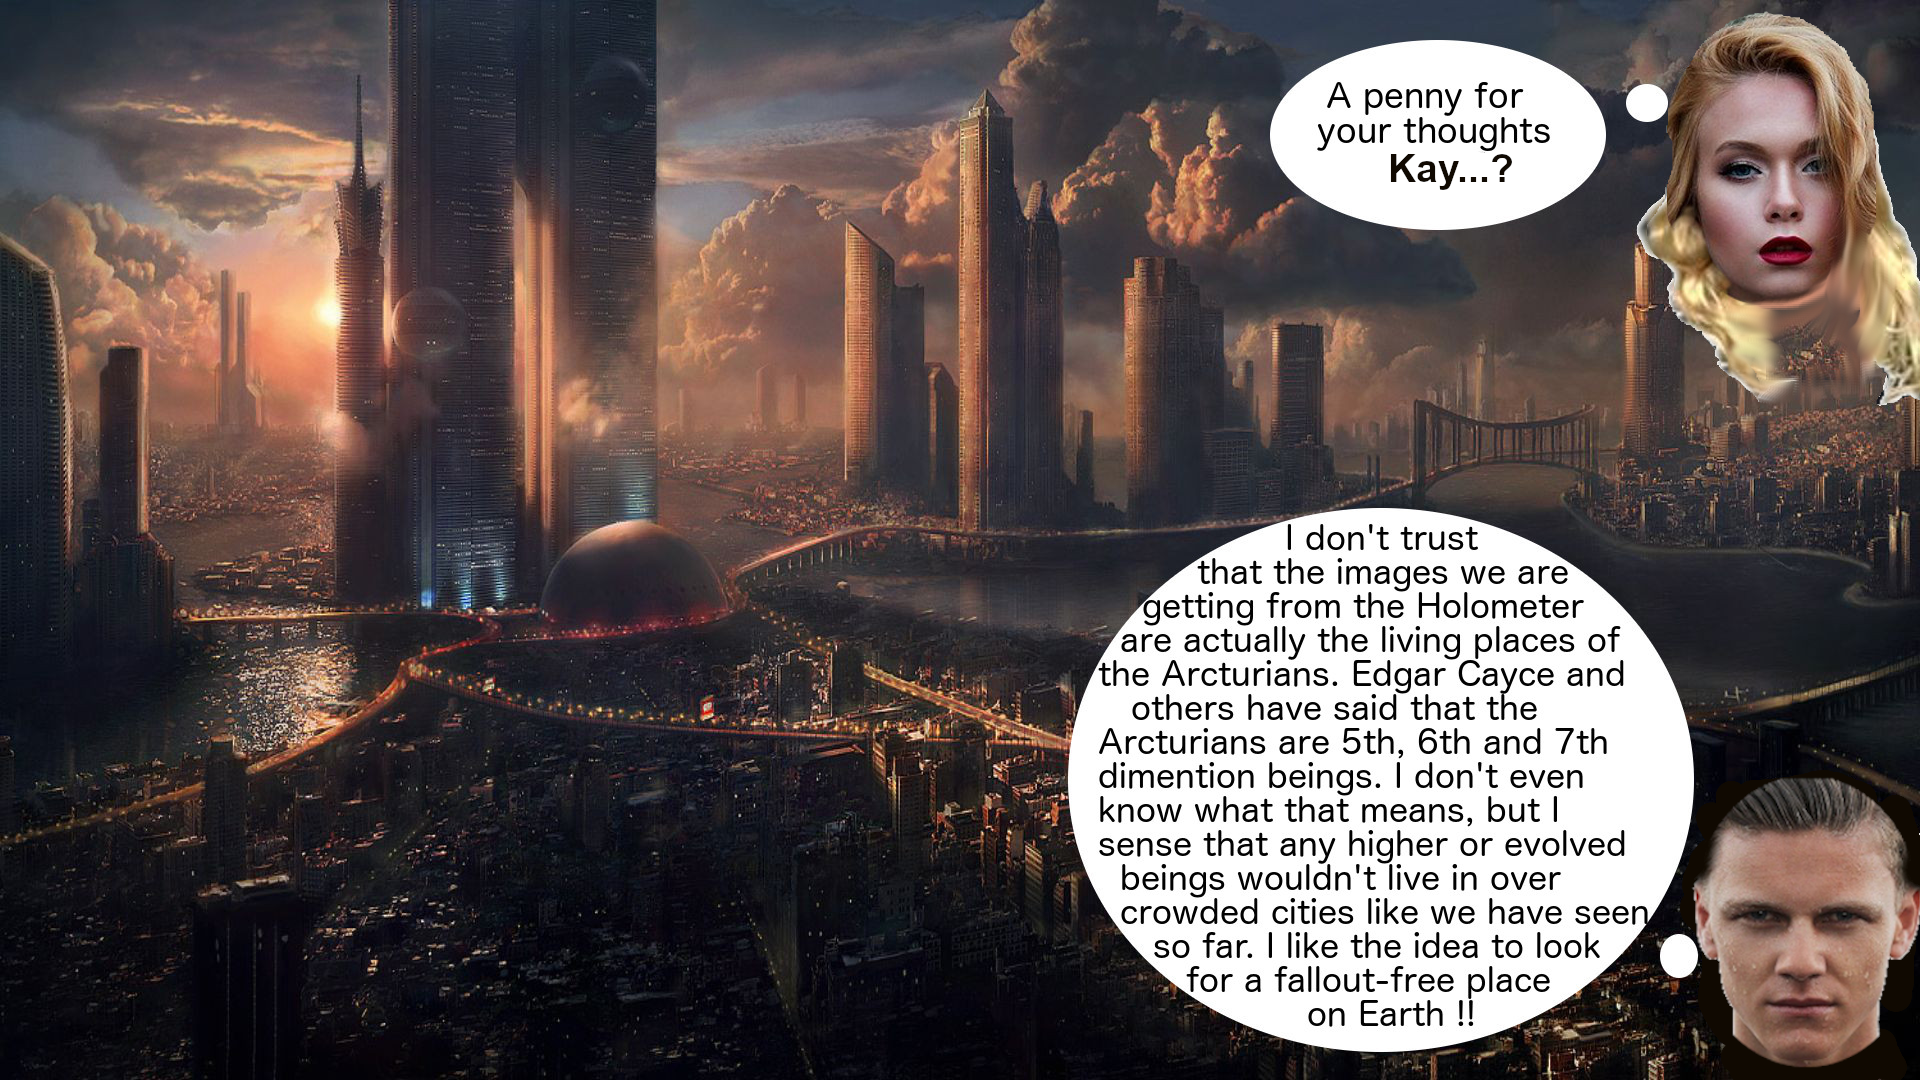 A penny for
your thoughts
Kay...?
I don't trust
that the images we are
getting from the Holometer
are actually the living places of
the Arcturians. Edgar Cayce and
others have said that the
Arcturians are 5th, 6th and 7th
dimention beings. I don't even
know what that means, but I
sense that any higher or evolved
beings wouldn't live in over
crowded cities like we have seen
so far. I like the idea to look
for a fallout-free place
on Earth !!